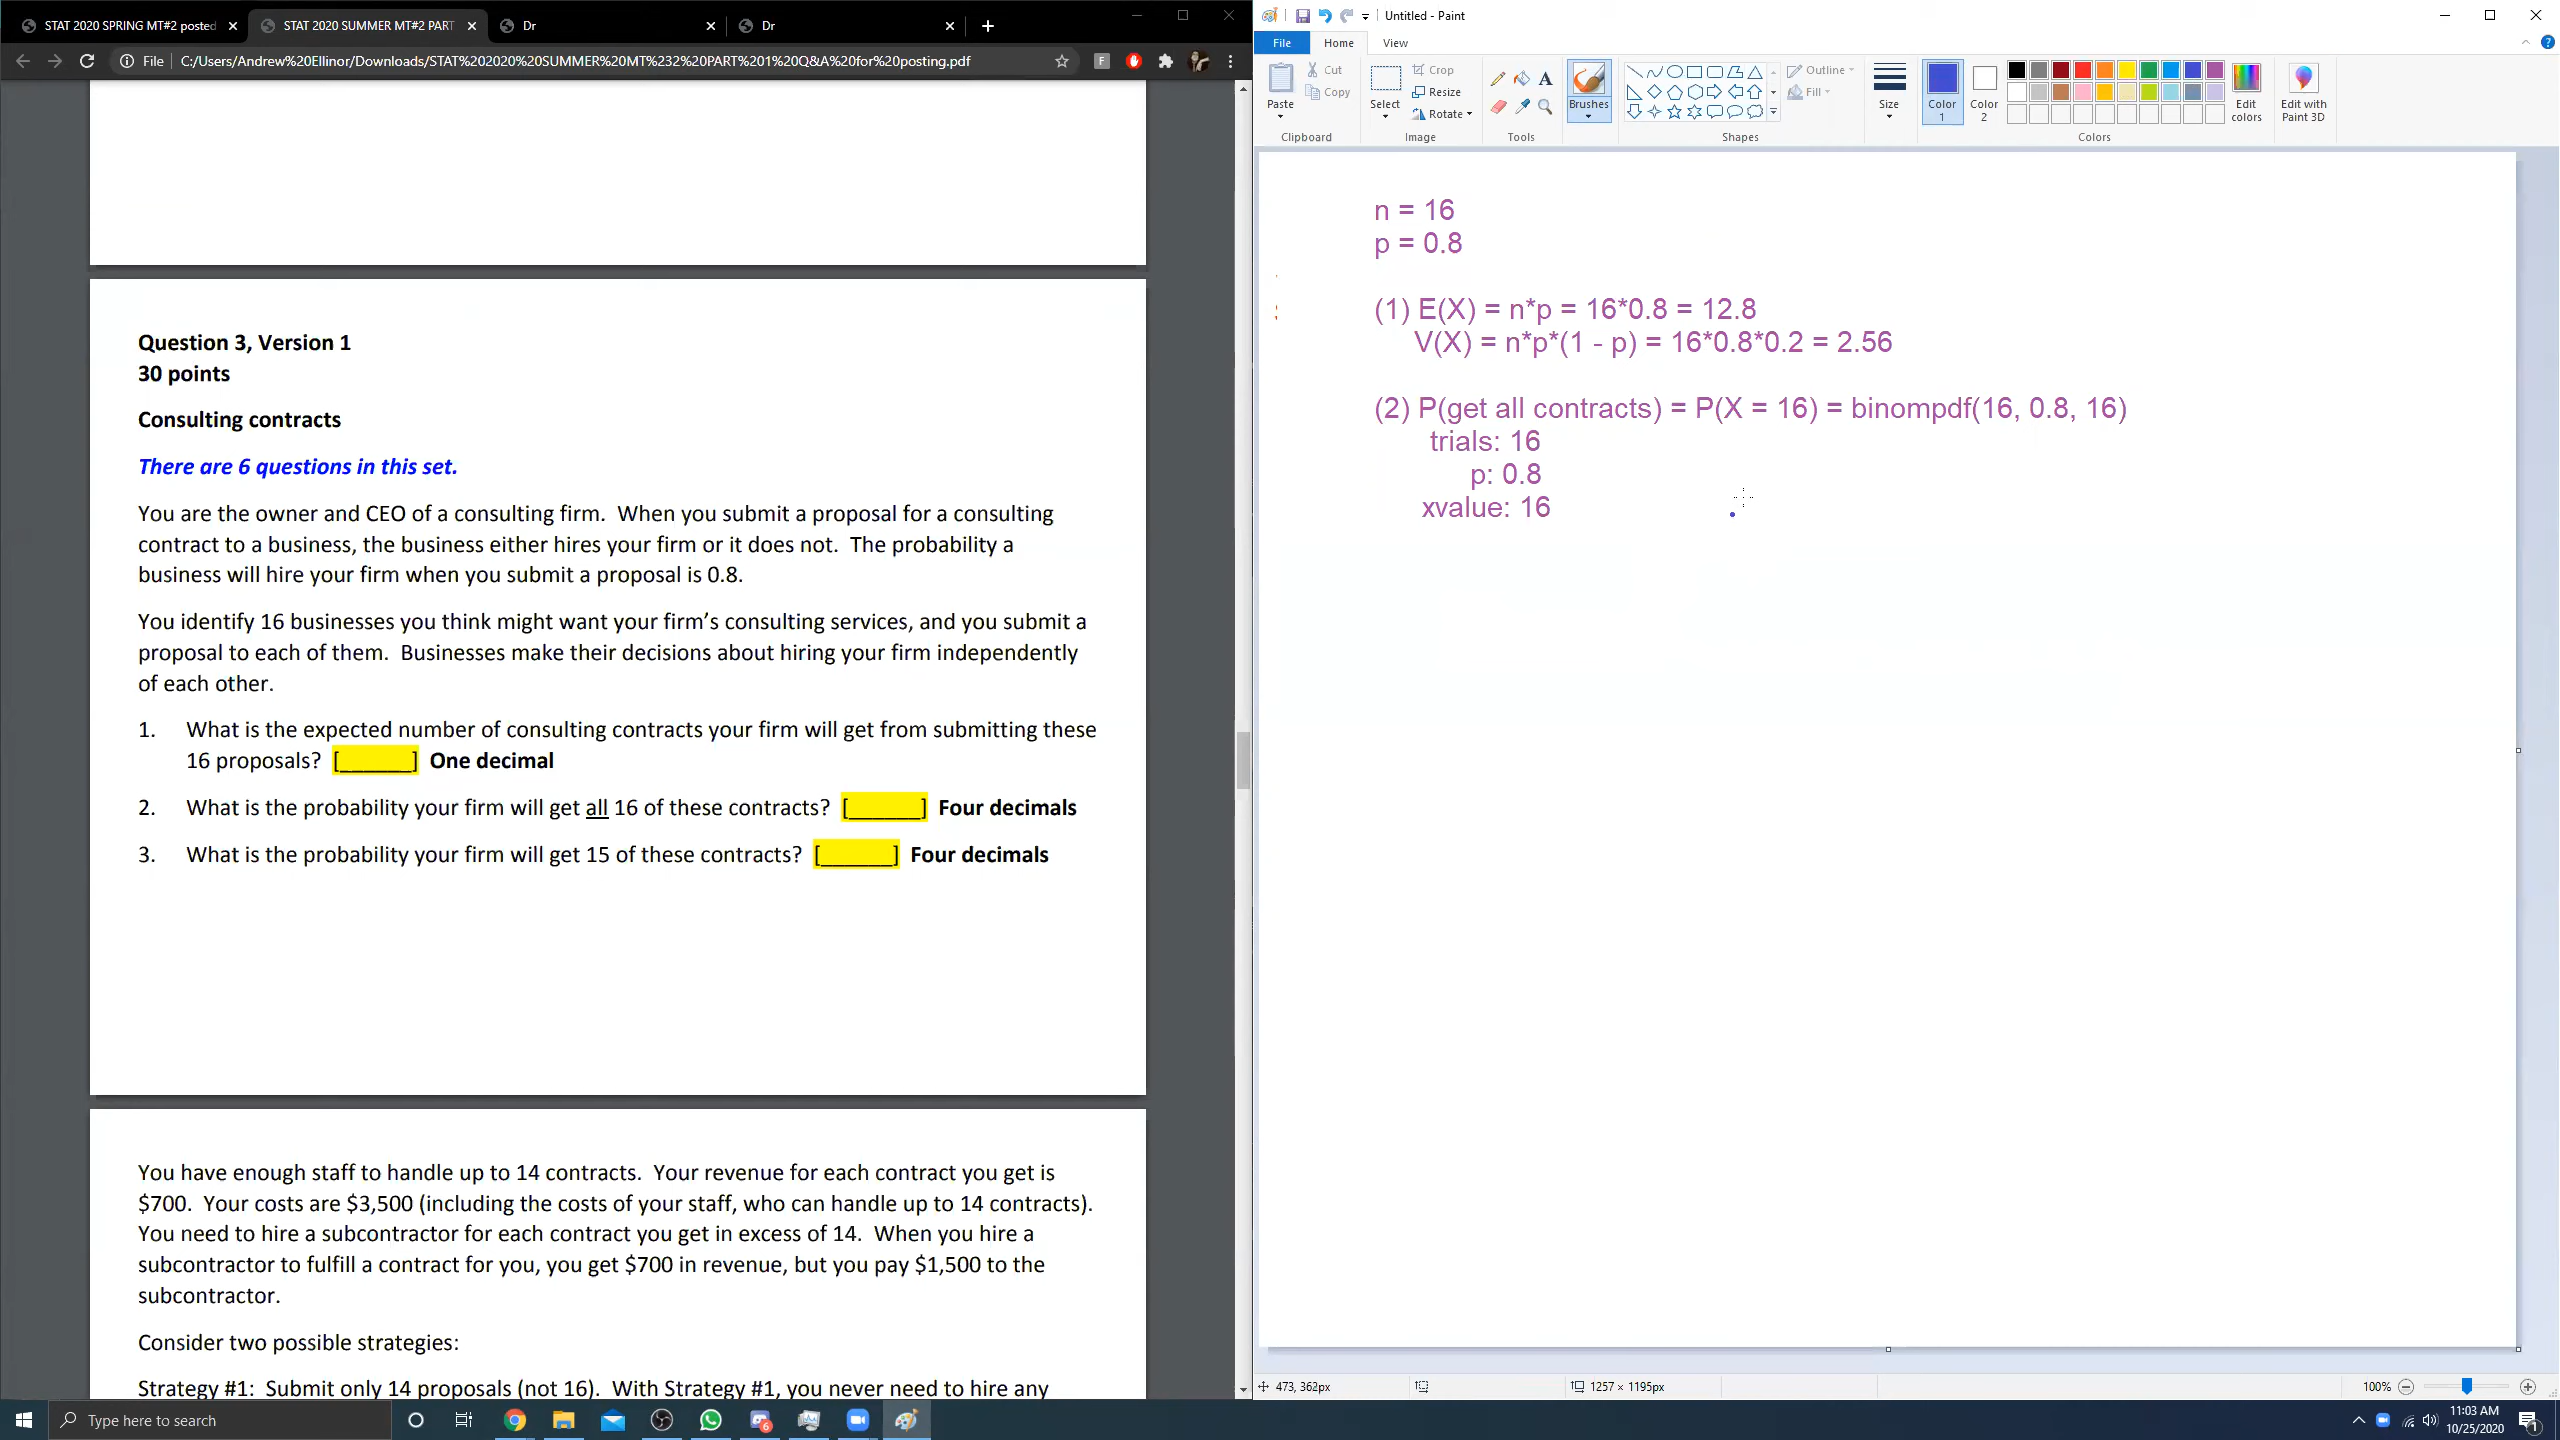 STAT 2020 SPRING MT#2 posted
STAT 2020 SUMMER MT#2 PART
Dr
Dr
File
C:/Users/Andrew%20Ellinor/Downloads/STAT%202020%20SUMMER%20MT%232%20PART%201%20Q&A%20for%20posting.pdf
Question 3, Version 1
30 points
Consulting contracts
There are 6 questions in this set.
You are the owner and CEO of a consulting firm. When you submit a proposal for a consulting
contract to a business, the business either hires your firm or it does not. The probability a
business will hire your firm when you submit a proposal is 0.8.
You identify 16 businesses you think might want your firm’s consulting services, and you submit a
proposal to each of them. Businesses make their decisions about hiring your firm independently
of each other.
1. What is the expected number of consulting contracts your firm will get from submitting these
16 proposals? [______] One decimal
2. What is the probability your firm will get all 16 of these contracts? [______] Four decimals
3. What is the probability your firm will get 15 of these contracts? [______] Four decimals
You have enough staff to handle up to 14 contracts. Your revenue for each contract you get is
$700. Your costs are $3,500 (including the costs of your staff, who can handle up to 14 contracts).
You need to hire a subcontractor for each contract you get in excess of 14. When you hire a
subcontractor to fulfill a contract for you, you get $700 in revenue, but you pay $1,500 to the
subcontractor.
Consider two possible strategies:
Strategy #1: Submit only 14 proposals (not 16). With Strategy #1, you never need to hire any
Untitled - Paint
File
Home
View
Paste
Cut
Copy
Clipboard
Select
Crop
Resize
Rotate
Image
Tools
Brushes
Outline
Fill
Shapes
Size
Color
1
Color
2
Edit
colors
Edit with
Paint 3D
Colors
n = 16
p = 0.8
(1) E(X) = n*p = 16*0.8 = 12.8
V(X) = n*p*(1 - p) = 16*0.8*0.2 = 2.56
(2) P(get all contracts) = P(X = 16) = binompdf(16, 0.8, 16)
trials: 16
p: 0.8
xvalue: 16
473, 362px
1257 × 1195px
100%
Type here to search
6
11:03 AM
10/25/2020
1